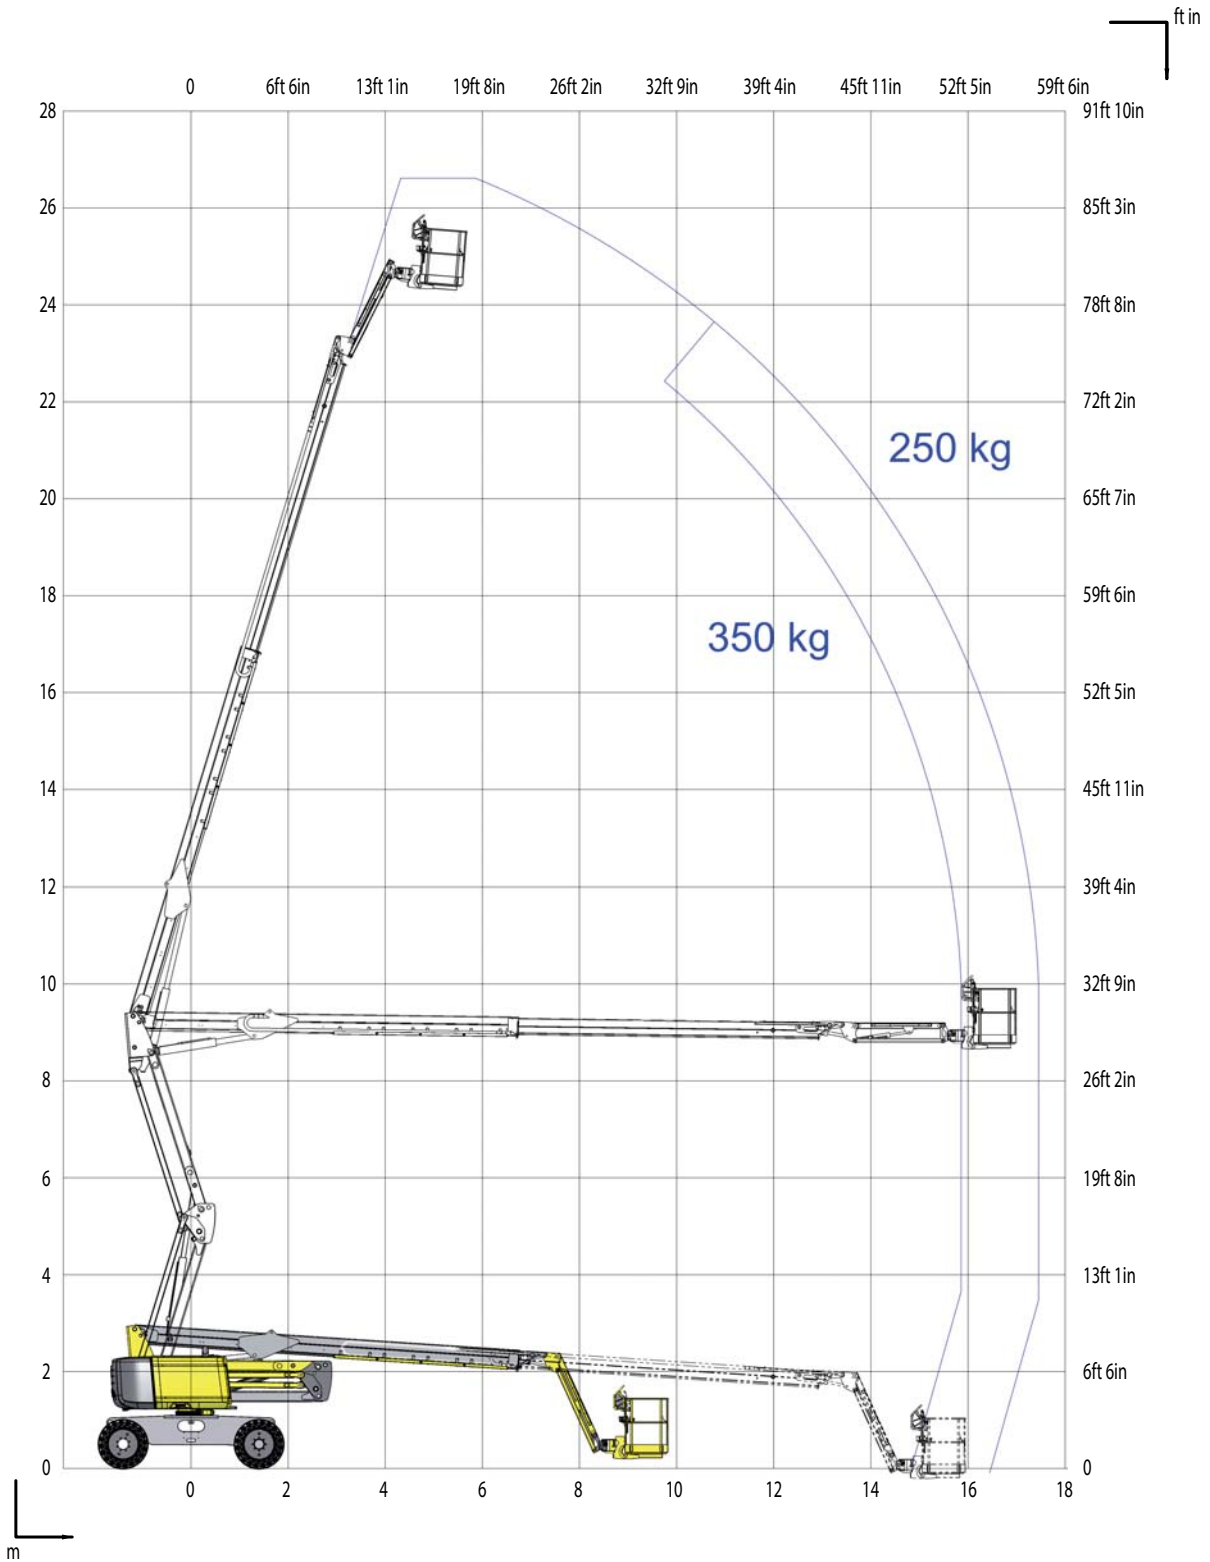 ft in
0 6ft 6in 13ft 1in 19ft 8in 26ft 2in 32ft 9in 39ft 4in 45ft 11in 52ft 5in 59ft 6in
28 91ft 10in
26 85ft 3in
24 78ft 8in
22 72ft 2in
250 kg
20 65ft 7in
18 59ft 6in
350 kg
16 52ft 5in
14 45ft 11in
12 39ft 4in
10 32ft 9in
8 26ft 2in
6 19ft 8in
4 13ft 1in
2 6ft 6in
0 0
0 2 4 6 8 10 12 14 16 18
m